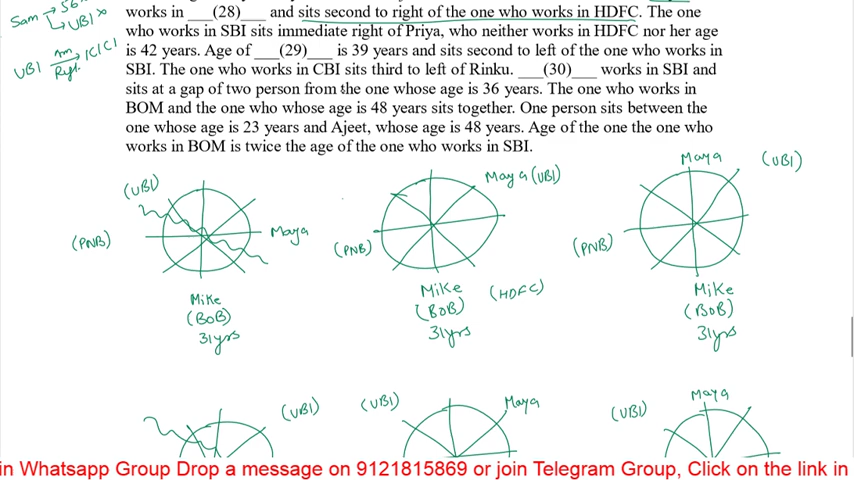 works in ___(28)___ and sits second to right of the one who works in HDFC. The one
who works in SBI sits immediate right of Priya, who neither works in HDFC nor her age
is 42 years. Age of ___(29)___ is 39 years and sits second to left of the one who works in
SBI. The one who works in CBI sits third to left of Rinku. ___(30)___ works in SBI and
sits at a gap of two person from the one whose age is 36 years. The one who works in
BOM and the one who whose age is 48 years sits together. One person sits between the
one whose age is 23 years and Ajeet, whose age is 48 years. Age of the one the one who
works in BOM is twice the age of the one who works in SBI.
Sam → 56
↳ UBI ×
UBI imm Ryt. → ICICI
(UBI)
Maya
(PNB)
Mike
(BOB)
31yrs
Maya (UBI)
(PNB)
Mike
(BOB)
31yrs
(HDFC)
Maya
(UBI)
(PNB)
Mike
(BOB)
31yrs
(UBI)
(UBI)
Maya
(UBI)
Maya
in Whatsapp Group Drop a message on 9121815869 or join Telegram Group, Click on the link in